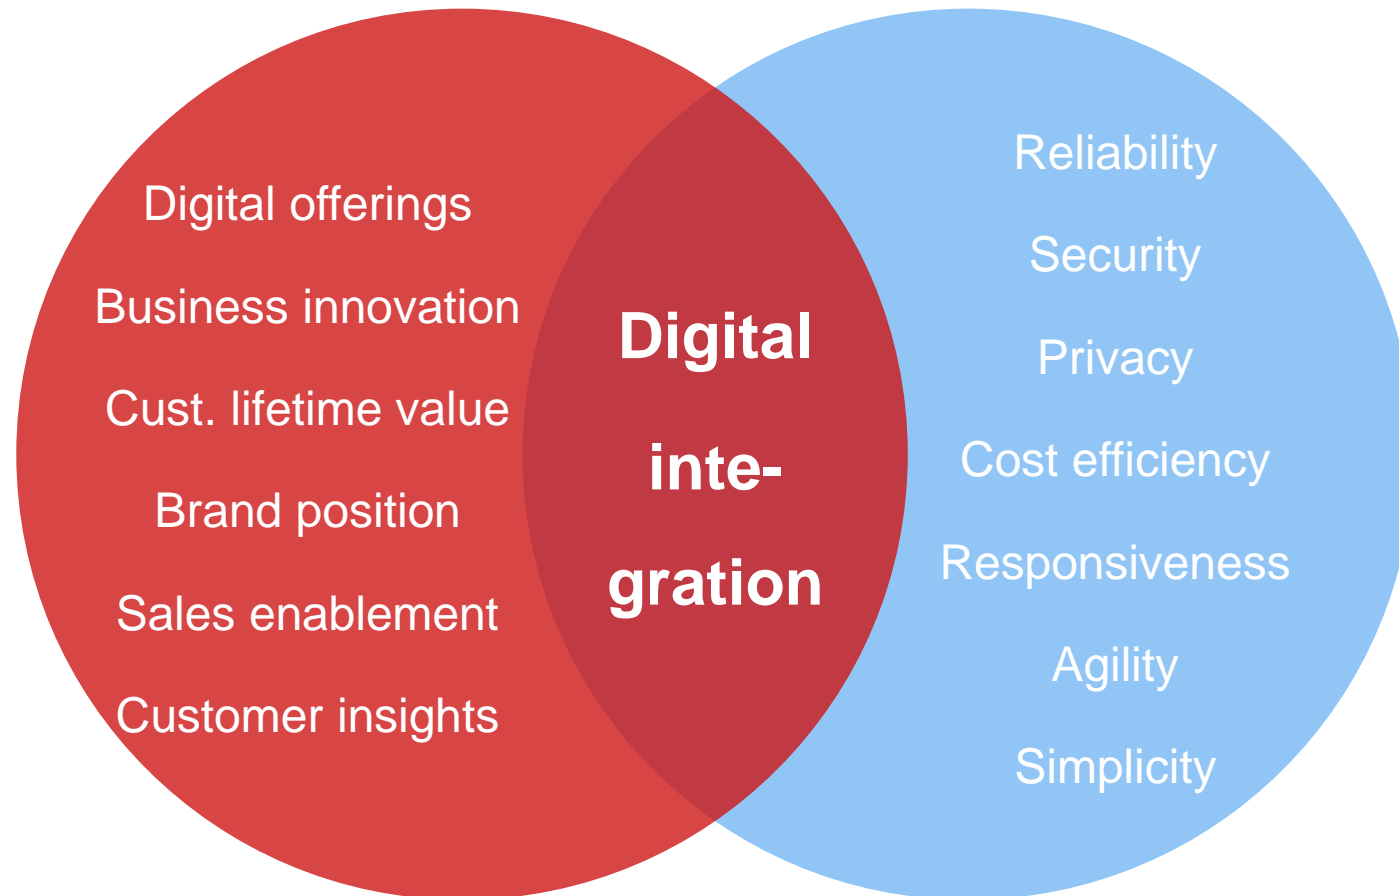 Digital offerings
Business innovation
Cust. lifetime value
Brand position
Sales enablement
Customer insights
Digital
inte-
gration
Reliability
Security
Privacy
Cost efficiency
Responsiveness
Agility
Simplicity